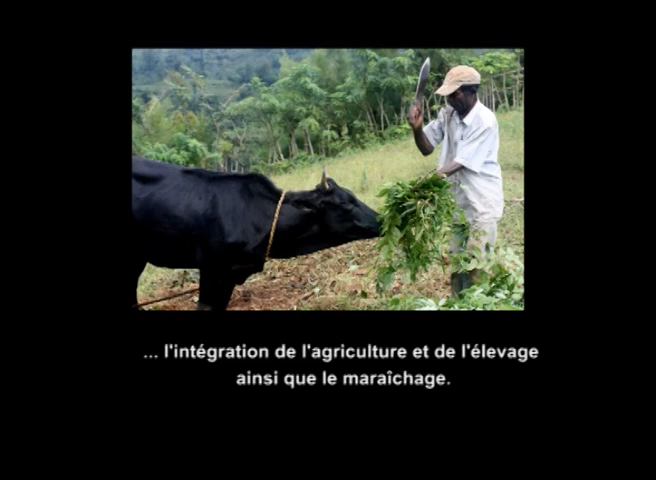 ... l'intégration de l'agriculture et de l'élevage
ainsi que le maraîchage.